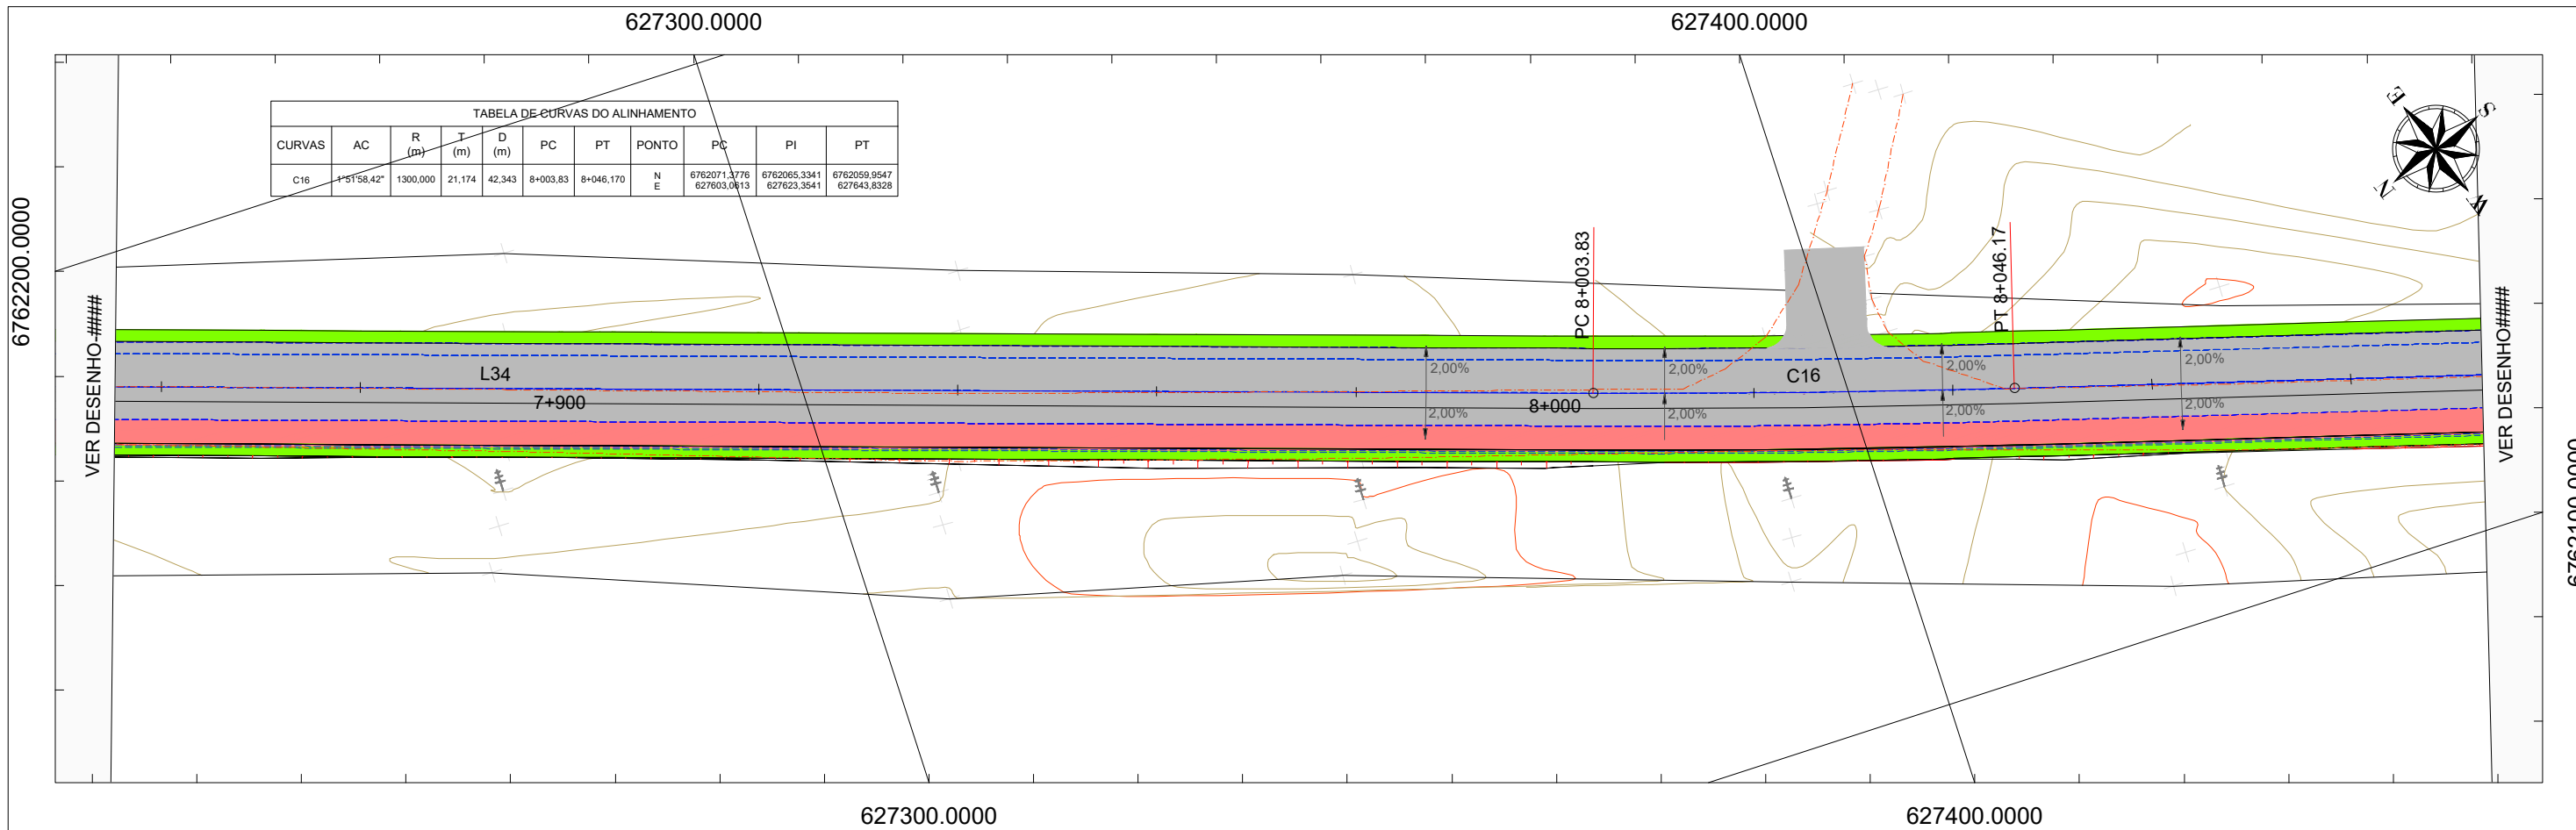 627300.0000
627400.0000
6762200.0000
TABELA DE CURVAS DO ALINHAMENTO
CURVAS AC R (m) T (m) D (m) PC PT PONTO PC PI PT
C16 1°51'58,42" 1300,000 21,174 42,343 8+003,83 8+046,170 N 6762071,3776 6762065,3341 6762059,9547
E 627603,0613 627623,3541 627643,8328
E
S
N
W
VER DESENHO-####
PC 8+003.83
PT 8+046.17
VER DESENHO####
L34
7+900
8+000
C16
2,00%
2,00%
2,00%
2,00%
2,00%
2,00%
2,00%
2,00%
6762100.0000
627300.0000
627400.0000